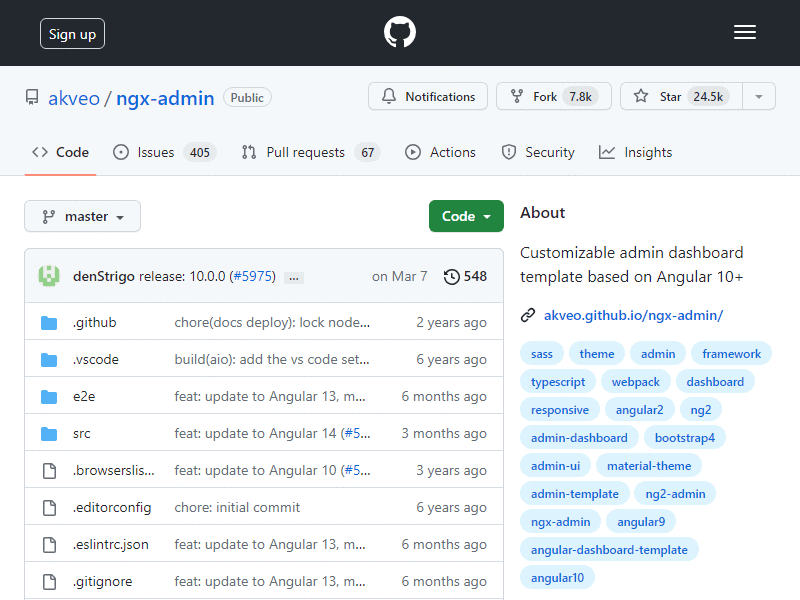 Sign up
akveo / ngx-admin Public
Notifications
Fork 7.8k
Star 24.5k
Code
Issues 405
Pull requests 67
Actions
Security
Insights
master
Code
denStrigo release: 10.0.0 (#5975) ... on Mar 7 548
.github chore(docs deploy): lock node... 2 years ago
.vscode build(aio): add the vs code set... 6 years ago
e2e feat: update to Angular 13, m... 6 months ago
src feat: update to Angular 14 (#5... 3 months ago
.browserslis... feat: update to Angular 10 (#5... 3 years ago
.editorconfig chore: initial commit 6 years ago
.eslintrc.json feat: update to Angular 13, m... 6 months ago
.gitignore feat: update to Angular 13, m... 6 months ago
About
Customizable admin dashboard
template based on Angular 10+
akveo.github.io/ngx-admin/
sass theme admin framework
typescript webpack dashboard
responsive angular2 ng2
admin-dashboard bootstrap4
admin-ui material-theme
admin-template ng2-admin
ngx-admin angular9
angular-dashboard-template
angular10